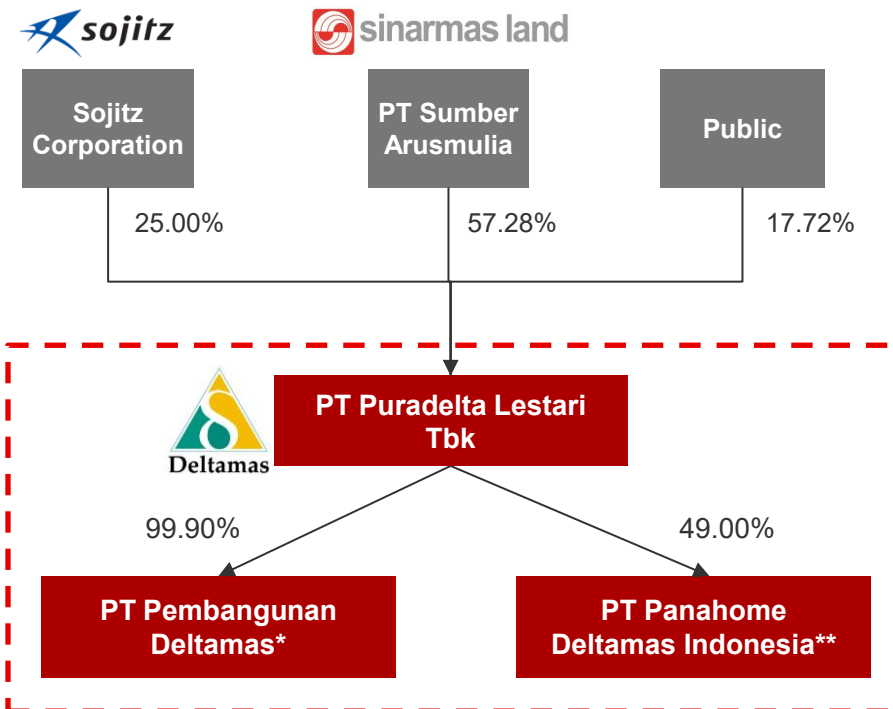 sojitz
sinarmas land
Sojitz
Corporation
PT Sumber
Arusmulia
Public
25.00%
57.28%
17.72%
PT Puradelta Lestari
Tbk
Deltamas
99.90%
49.00%
PT Pembangunan
Deltamas*
PT Panahome
Deltamas Indonesia**